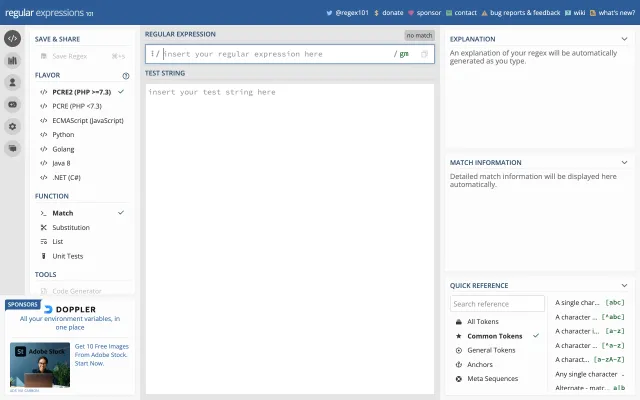 regular expressions 101
@regex101
donate
sponsor
contact
bug reports & feedback
wiki
what's new?
SAVE & SHARE
Save Regex
⌘+s
FLAVOR
PCRE2 (PHP >=7.3)
PCRE (PHP <7.3)
ECMAScript (JavaScript)
Python
Golang
Java 8
.NET (C#)
FUNCTION
Match
Substitution
List
Unit Tests
TOOLS
Code Generator
SPONSORS
DOPPLER
All your environment variables, in
one place
St Adobe Stock
Get 10 Free Images
From Adobe Stock.
Start Now.
ADS VIA CARBON
REGULAR EXPRESSION
no match
/ insert your regular expression here / gm
TEST STRING
insert your test string here
EXPLANATION
An explanation of your regex will be automatically
generated as you type.
MATCH INFORMATION
Detailed match information will be displayed here
automatically.
QUICK REFERENCE
Search reference
All Tokens
Common Tokens
General Tokens
Anchors
Meta Sequences
A single char... [abc]
A character ... [^abc]
A character i... [a-z]
A character ... [^a-z]
A charact... [a-zA-Z]
Any single character .
Alternate - matr... a|b